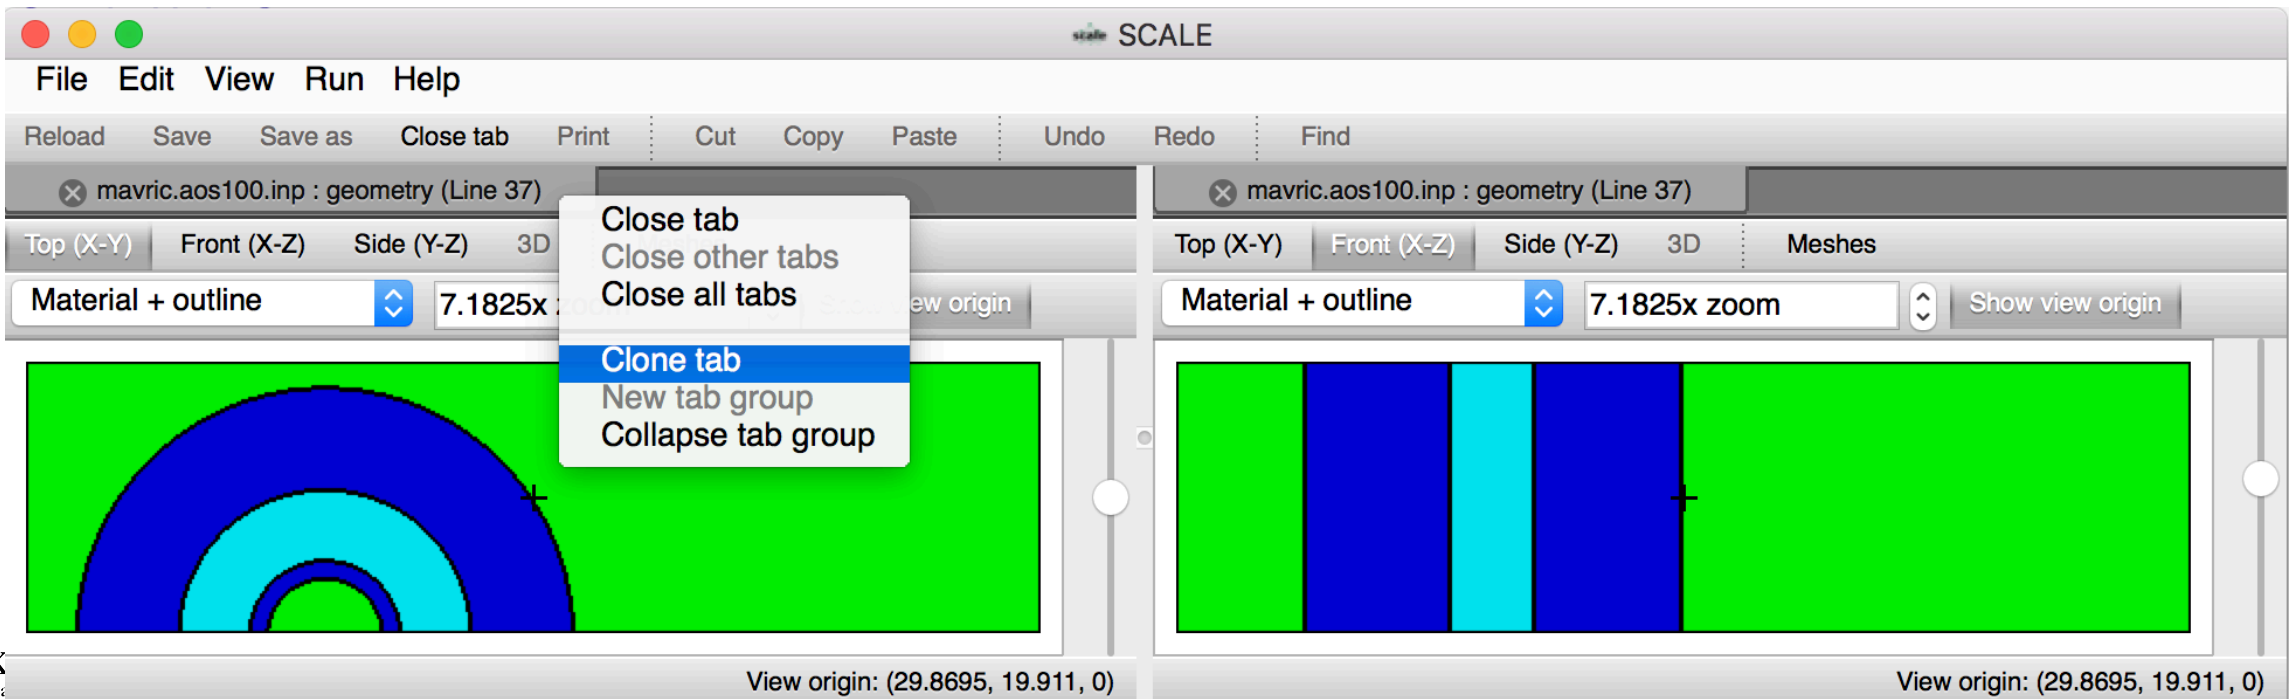 scale SCALE
File Edit View Run Help
Reload Save Save as Close tab Print Cut Copy Paste Undo Redo Find
mavric.aos100.inp : geometry (Line 37)
Top (X-Y) Front (X-Z) Side (Y-Z) 3D
Material + outline 7.1825x view origin
Close tab
Close other tabs
Close all tabs
Clone tab
New tab group
Collapse tab group
View origin: (29.8695, 19.911, 0)
mavric.aos100.inp : geometry (Line 37)
Top (X-Y) Front (X-Z) Side (Y-Z) 3D Meshes
Material + outline 7.1825x zoom Show view origin
View origin: (29.8695, 19.911, 0)